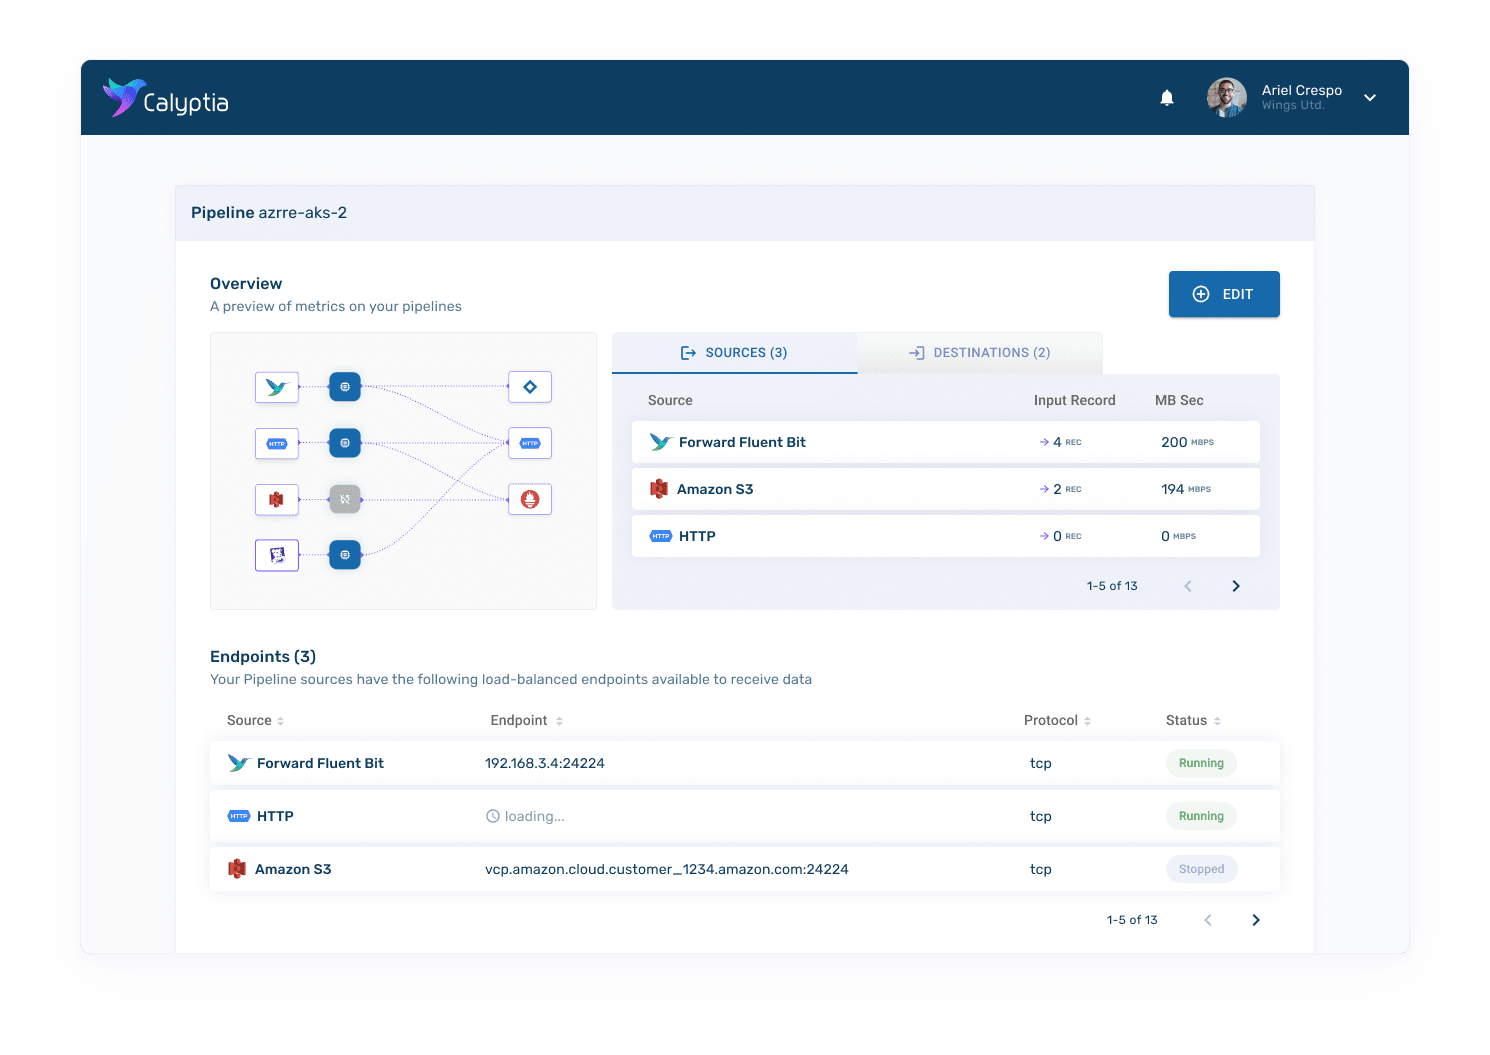 Calyptia
Ariel Crespo
Wings Utd.
Pipeline azrre-aks-2
Overview
A preview of metrics on your pipelines
EDIT
SOURCES (3)
DESTINATIONS (2)
HTTP
HTTP
Source Input Record MB Sec
Forward Fluent Bit 4 REC 200 MBPS
Amazon S3 2 REC 194 MBPS
HTTP HTTP 0 REC 0 MBPS
1-5 of 13
Endpoints (3)
Your Pipeline sources have the following load-balanced endpoints available to receive data
Source Endpoint Protocol Status
Forward Fluent Bit 192.168.3.4:24224 tcp Running
HTTP HTTP loading... tcp Running
Amazon S3 vcp.amazon.cloud.customer_1234.amazon.com:24224 tcp Stopped
1-5 of 13